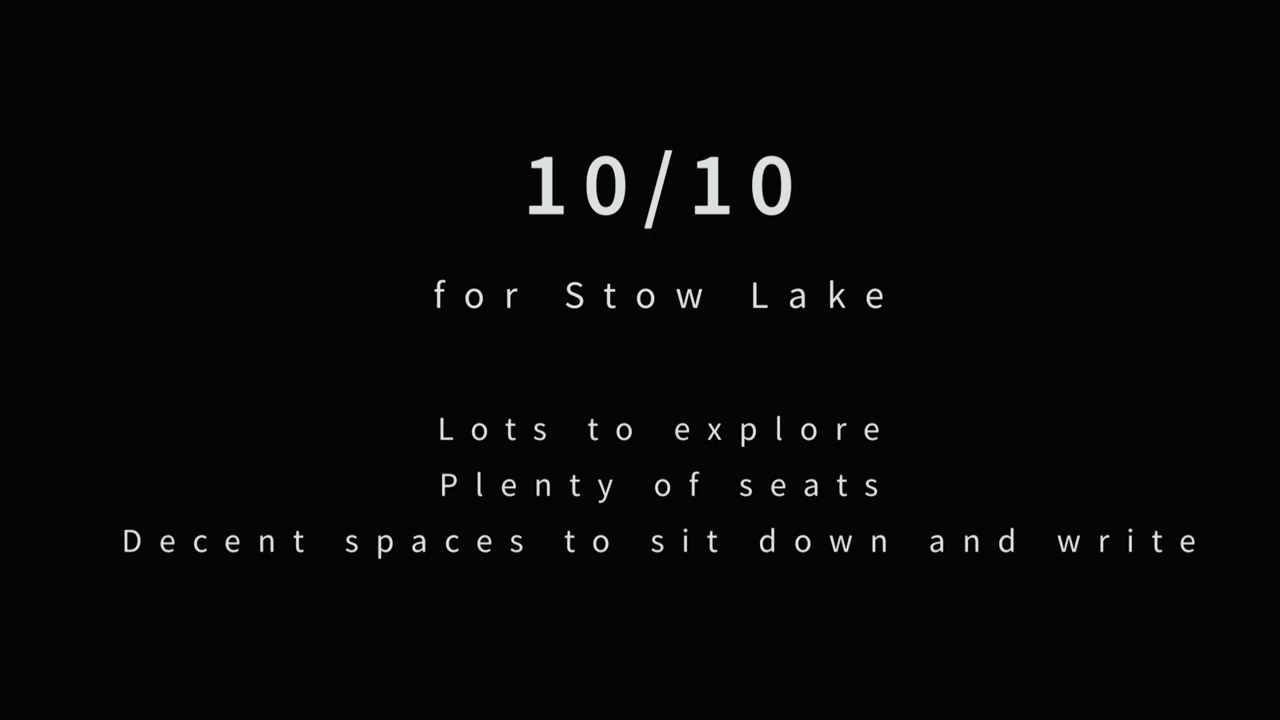 10/10
for Stow Lake
Lots to explore
Plenty of seats
Decent spaces to sit down and write